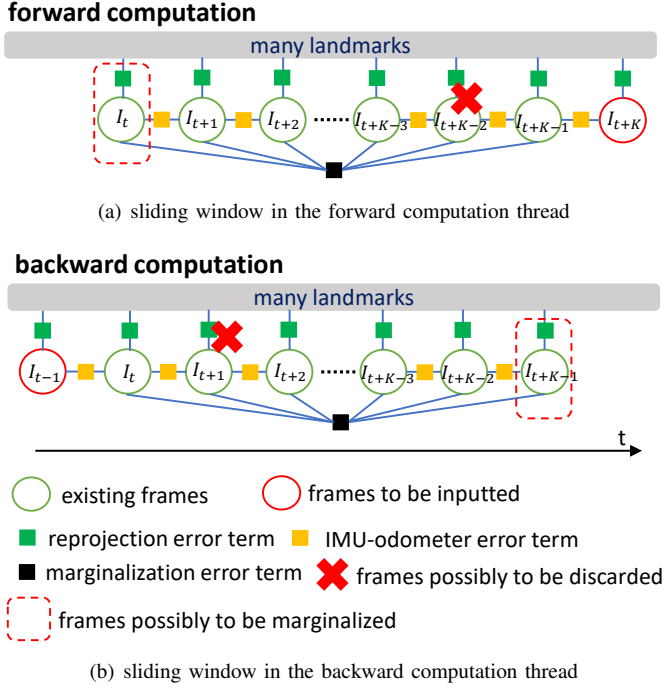 forward computation
many landmarks
I_t I_{t+1} I_{t+2} ...... I_{t+K−3} I_{t+K−2} I_{t+K−1} I_{t+K}
(a) sliding window in the forward computation thread
backward computation
many landmarks
I_{t−1} I_t I_{t+1} I_{t+2} ...... I_{t+K−3} I_{t+K−2} I_{t+K−1}
t
existing frames frames to be inputted
reprojection error term IMU-odometer error term
marginalization error term frames possibly to be discarded
frames possibly to be marginalized
(b) sliding window in the backward computation thread